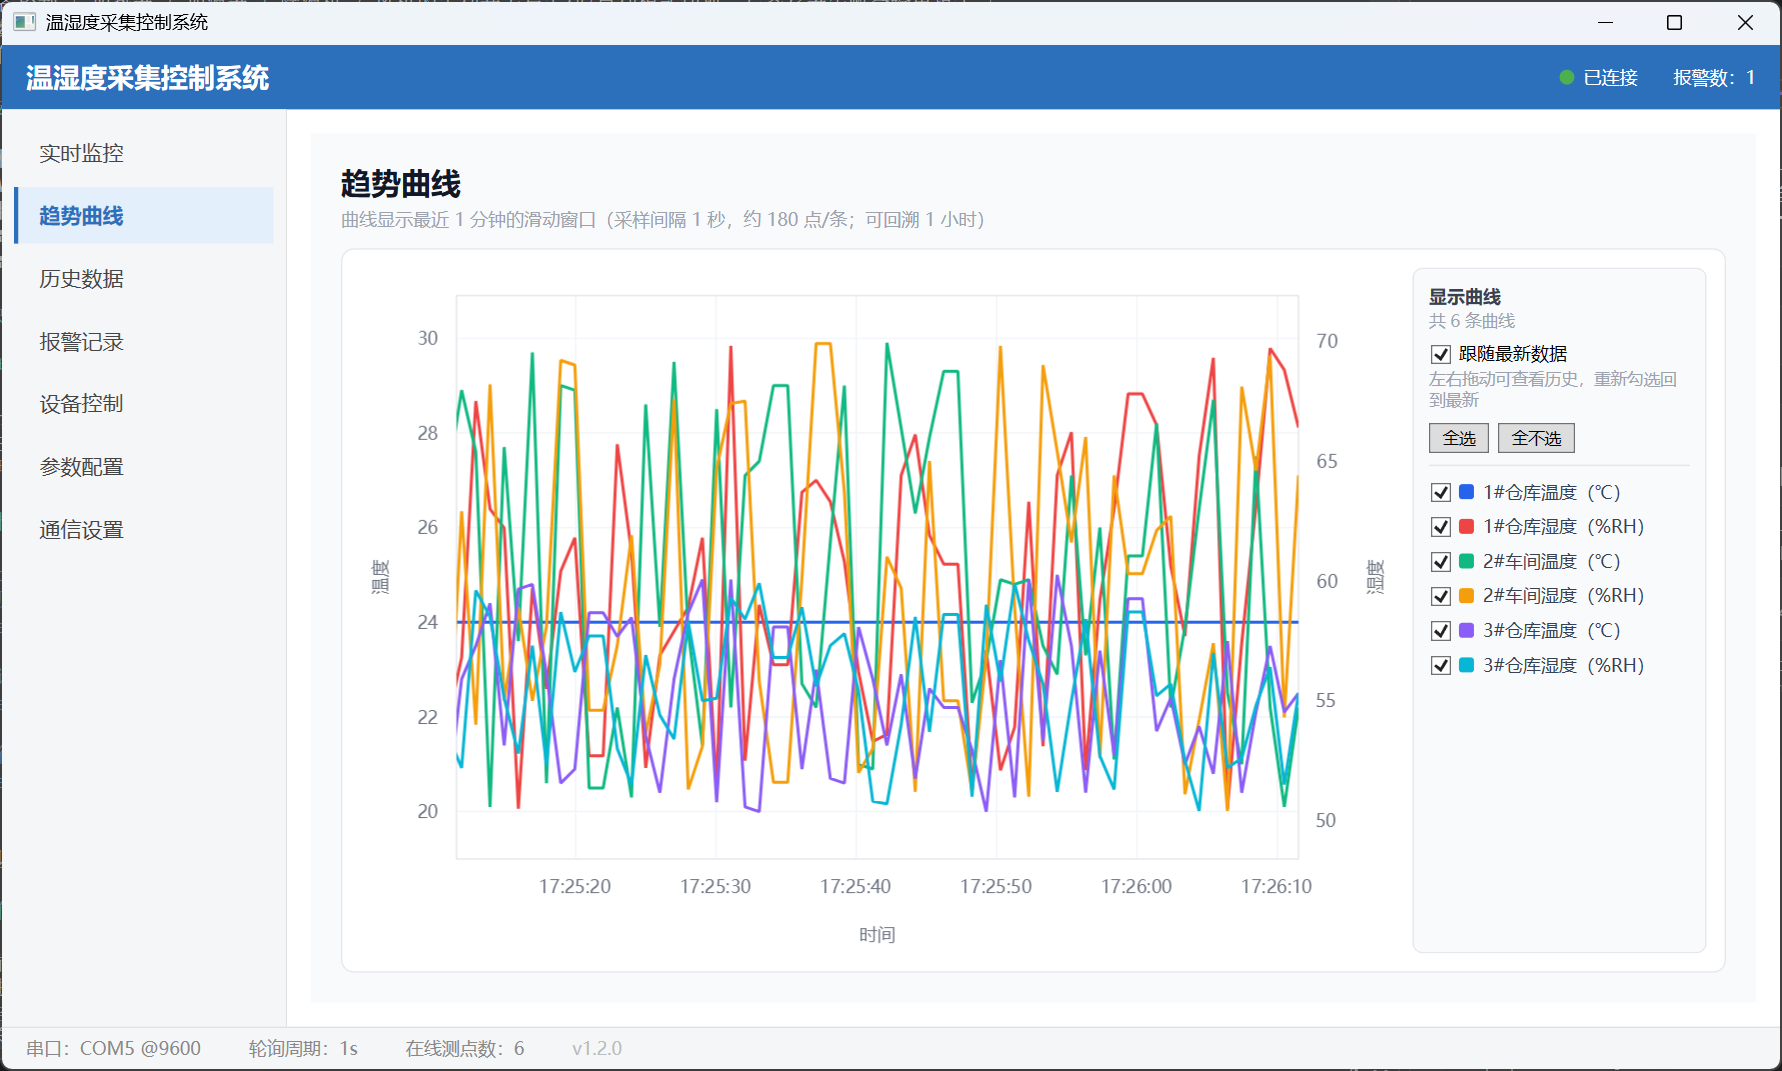 温湿度采集控制系统
温湿度采集控制系统
已连接
报警数：1
实时监控
趋势曲线
历史数据
报警记录
设备控制
参数配置
通信设置
趋势曲线
曲线显示最近 1 分钟的滑动窗口（采样间隔 1 秒，约 180 点/条；可回溯 1 小时）
30
28
26
24
22
20
温度
70
65
60
55
50
湿度
17:25:20
17:25:30
17:25:40
17:25:50
17:26:00
17:26:10
时间
显示曲线
共 6 条曲线
跟随最新数据
左右拖动可查看历史，重新勾选回
到最新
全选
全不选
1#仓库温度（℃）
1#仓库湿度（%RH）
2#车间温度（℃）
2#车间湿度（%RH）
3#仓库温度（℃）
3#仓库湿度（%RH）
串口：COM5 @9600
轮询周期：1s
在线测点数：6
v1.2.0